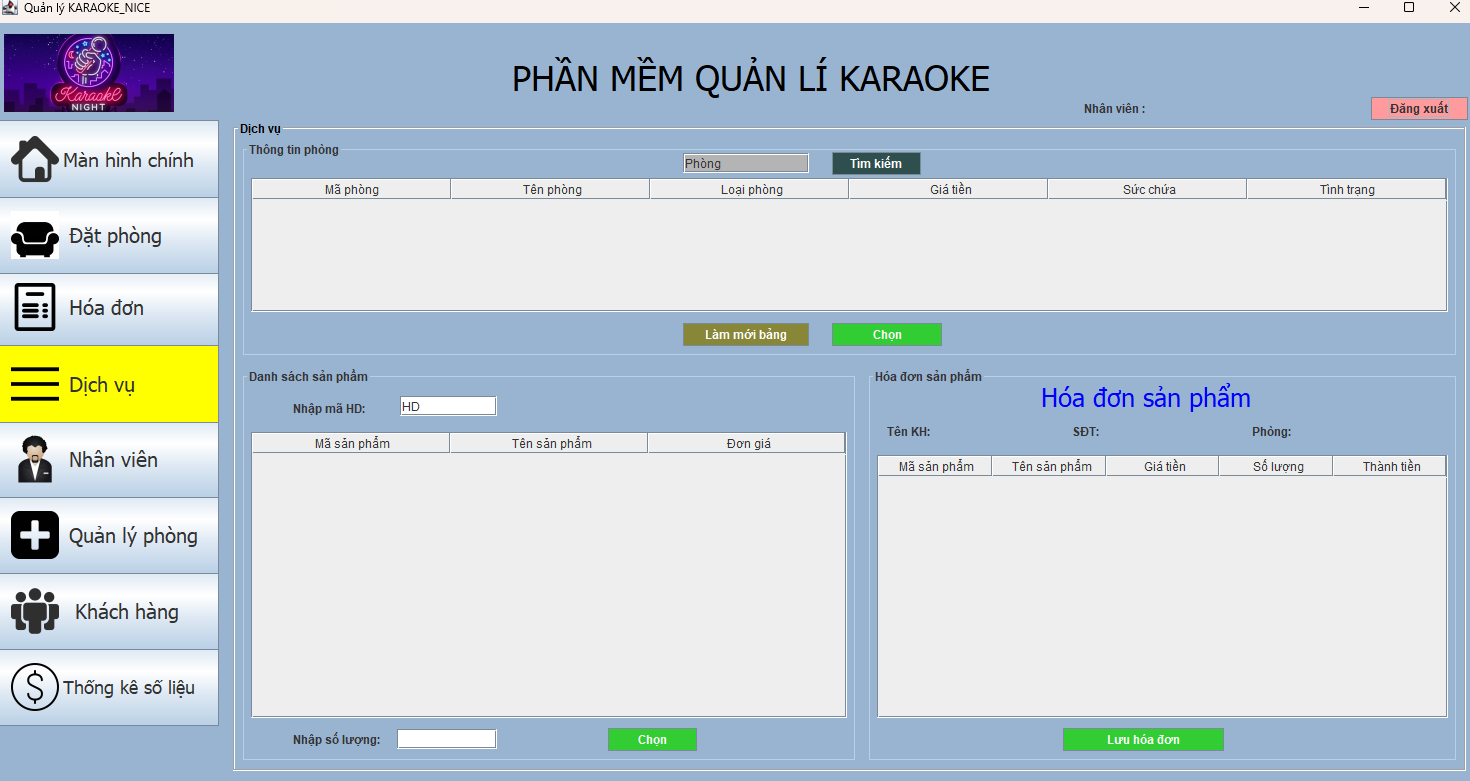 Quản lý KARAOKE_NICE
Karaoke
NIGHT
PHẦN MỀM QUẢN LÍ KARAOKE
Nhân viên :
Đăng xuất
Màn hình chính
Đặt phòng
Hóa đơn
Dịch vụ
Nhân viên
Quản lý phòng
Khách hàng
Thống kê số liệu
Dịch vụ
Thông tin phòng
Phòng Tìm kiếm
Mã phòng Tên phòng Loại phòng Giá tiền Sức chứa Tình trạng
Làm mới bảng Chọn
Danh sách sản phẩm
Nhập mã HD: HD
Mã sản phẩm Tên sản phẩm Đơn giá
Nhập số lượng: Chọn
Hóa đơn sản phẩm
Hóa đơn sản phẩm
Tên KH: SĐT: Phòng:
Mã sản phẩm Tên sản phẩm Giá tiền Số lượng Thành tiền
Lưu hóa đơn